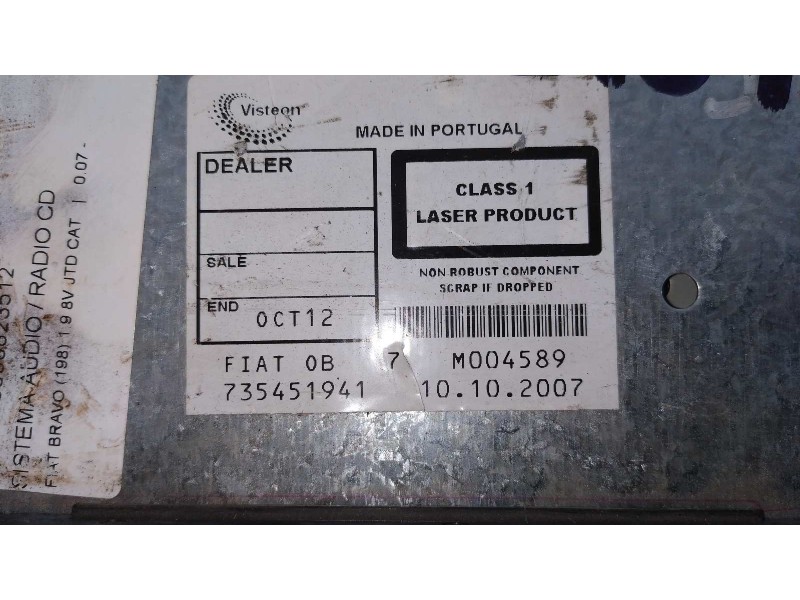 Visteon
MADE IN PORTUGAL
DEALER
CLASS 1
LASER PRODUCT
SALE
NON ROBUST COMPONENT
SCRAP IF DROPPED
END
OCT12
FIAT 0B 7 M004589
735451941 10.10.2007
SISTEMA AUDIO / RADIO CD
FIAT BRAVO (198) 1.9 8V JTD CAT | 0.07 -